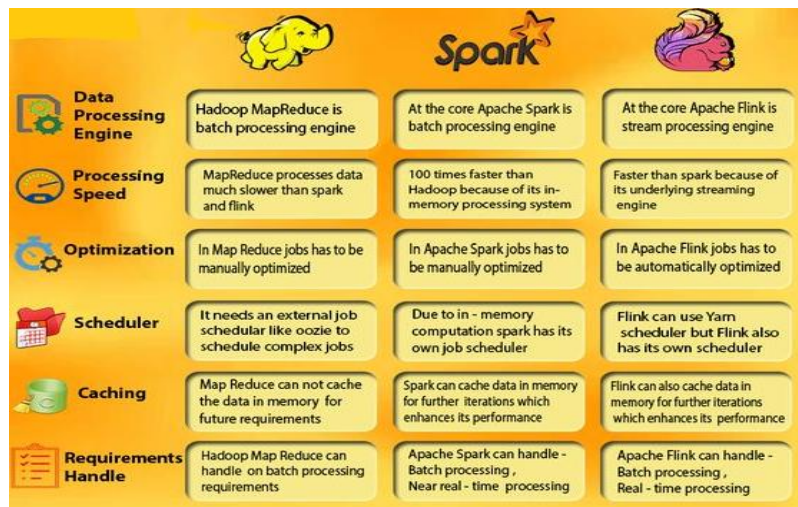 Spark
Data
Processing
Engine
Hadoop MapReduce is
batch processing engine
At the core Apache Spark is
batch processing engine
At the core Apache Flink is
stream processing engine
Processing
Speed
MapReduce processes data
much slower than spark
and flink
100 times faster than
Hadoop because of its in-
memory processing system
Faster than spark because of
its underlying streaming
engine
Optimization
In Map Reduce jobs has to be
manually optimized
In Apache Spark jobs has to
be manually optimized
In Apache Flink jobs has to
be automatically optimized
Scheduler
It needs an external job
schedular like oozie to
schedule complex jobs
Due to in - memory
computation spark has its
own job scheduler
Flink can use Yarn
scheduler but Flink also
has its own scheduler
Caching
Map Reduce can not cache
the data in memory for
future requirements
Spark can cache data in memory
for further iterations which
enhances its performance
Flink can also cache data in
memory for further iterations
which enhances its performance
Requirements
Handle
Hadoop Map Reduce can
handle on batch processing
requirements
Apache Spark can handle -
Batch processing ,
Near real - time processing
Apache Flink can handle -
Batch processing ,
Real - time processing